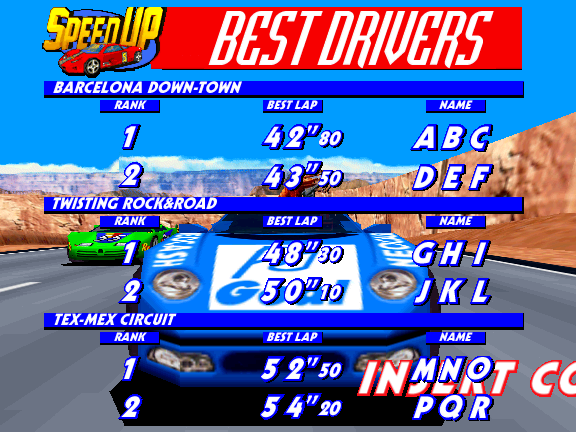 SPEED UP
BEST DRIVERS
BARCELONA DOWN-TOWN
RANK BEST LAP NAME
1 42"80 ABC
2 43"50 DEF
TWISTING ROCK&ROAD
RANK BEST LAP NAME
1 48"30 GHI
2 50"10 JKL
TEX-MEX CIRCUIT
RANK BEST LAP NAME
1 52"50 MNO
INSERT CO
2 54"20 PQR